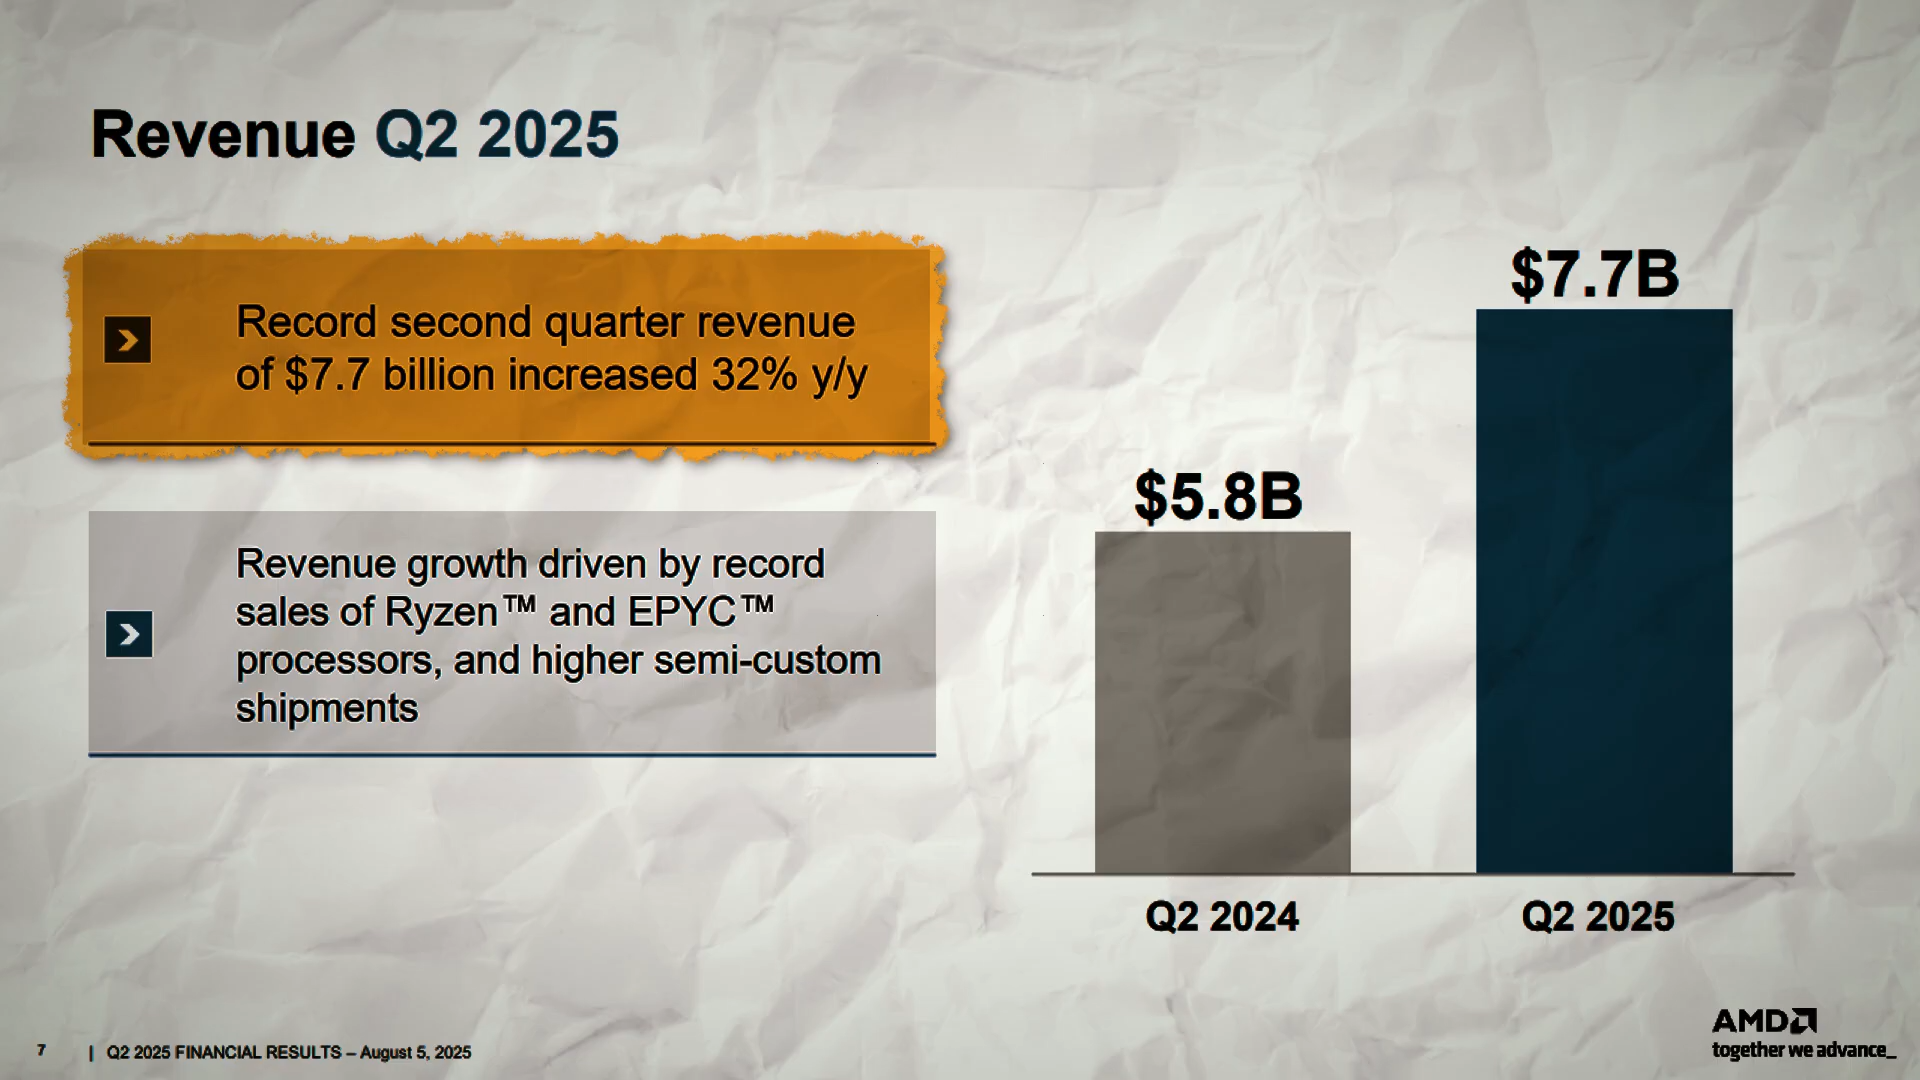 Revenue Q2 2025
Record second quarter revenue
of $7.7 billion increased 32% y/y
Revenue growth driven by record
sales of Ryzen™ and EPYC™
processors, and higher semi-custom
shipments
$5.8B
$7.7B
Q2 2024
Q2 2025
7 | Q2 2025 FINANCIAL RESULTS – August 5, 2025
AMD
together we advance_